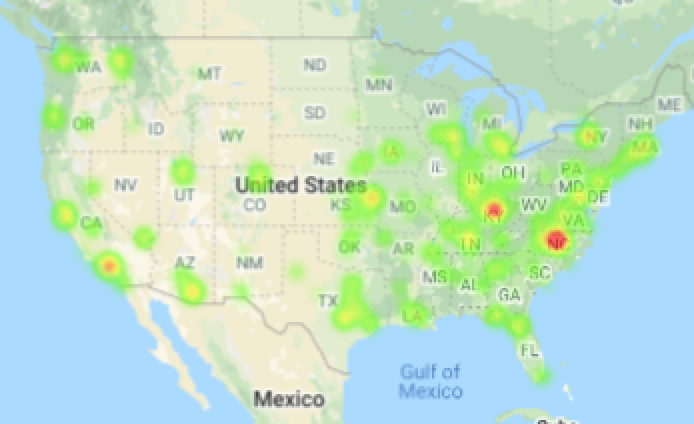 WA
MT
ND
MN
ME
OR
ID
SD
WI
MI
NY
NH
MA
WY
NE
IA
IL
IN
OH
PA
MD
DE
NV
UT
United States
CO
KS
MO
KY
WV
VA
CA
AZ
NM
OK
AR
TN
NC
SC
MS
AL
GA
TX
LA
FL
Gulf of
Mexico
Mexico